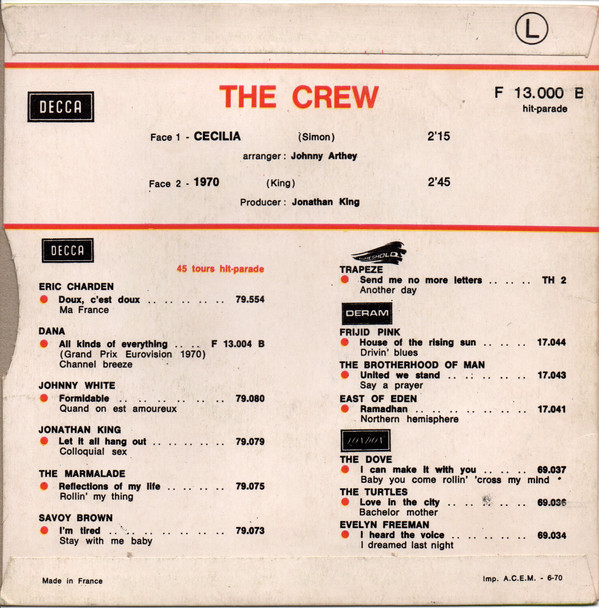 L
DECCA
THE CREW
F 13.000 B
hit-parade
Face 1 - CECILIA (Simon) 2'15
arranger : Johnny Arthey
Face 2 - 1970 (King) 2'45
Producer : Jonathan King
DECCA
45 tours hit-parade
ERIC CHARDEN
Doux, c'est doux .. .. .. .. 79.554
Ma France
DANA
All kinds of everything .. .. F 13.004 B
(Grand Prix Eurovision 1970)
Channel breeze
JOHNNY WHITE
Formidable .. .. .. .. .. .. 79.080
Quand on est amoureux
JONATHAN KING
Let it all hang out .. .. .. .. 79.079
Colloquial sex
THE MARMALADE
Reflections of my life .. .. .. 79.075
Rollin' my thing
SAVOY BROWN
I'm tired .. .. .. .. .. .. 79.073
Stay with me baby
Made in France
THRESHOLD
TRAPEZE
Send me no more letters .. .. .. TH 2
Another day
DERAM
FRIJID PINK
House of the rising sun .. .. .. 17.044
Drivin' blues
THE BROTHERHOOD OF MAN
United we stand .. .. .. .. 17.043
Say a prayer
EAST OF EDEN
Ramadhan .. .. .. .. .. .. 17.041
Northern hemisphere
THE DOVE
I can make it with you .. .. .. 69.037
Baby you come rollin' 'cross my mind
THE TURTLES
Love in the city .. .. .. .. 69.036
Bachelor mother
EVELYN FREEMAN
I heard the voice .. .. .. .. 69.034
I dreamed last night
Imp. A.C.E.M. - 6-70